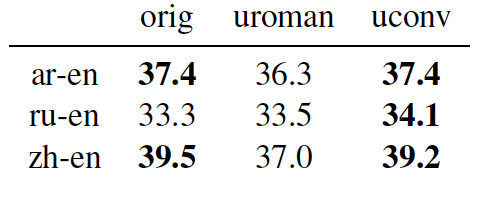 orig uroman uconv
ar-en 37.4 36.3 37.4
ru-en 33.3 33.5 34.1
zh-en 39.5 37.0 39.2